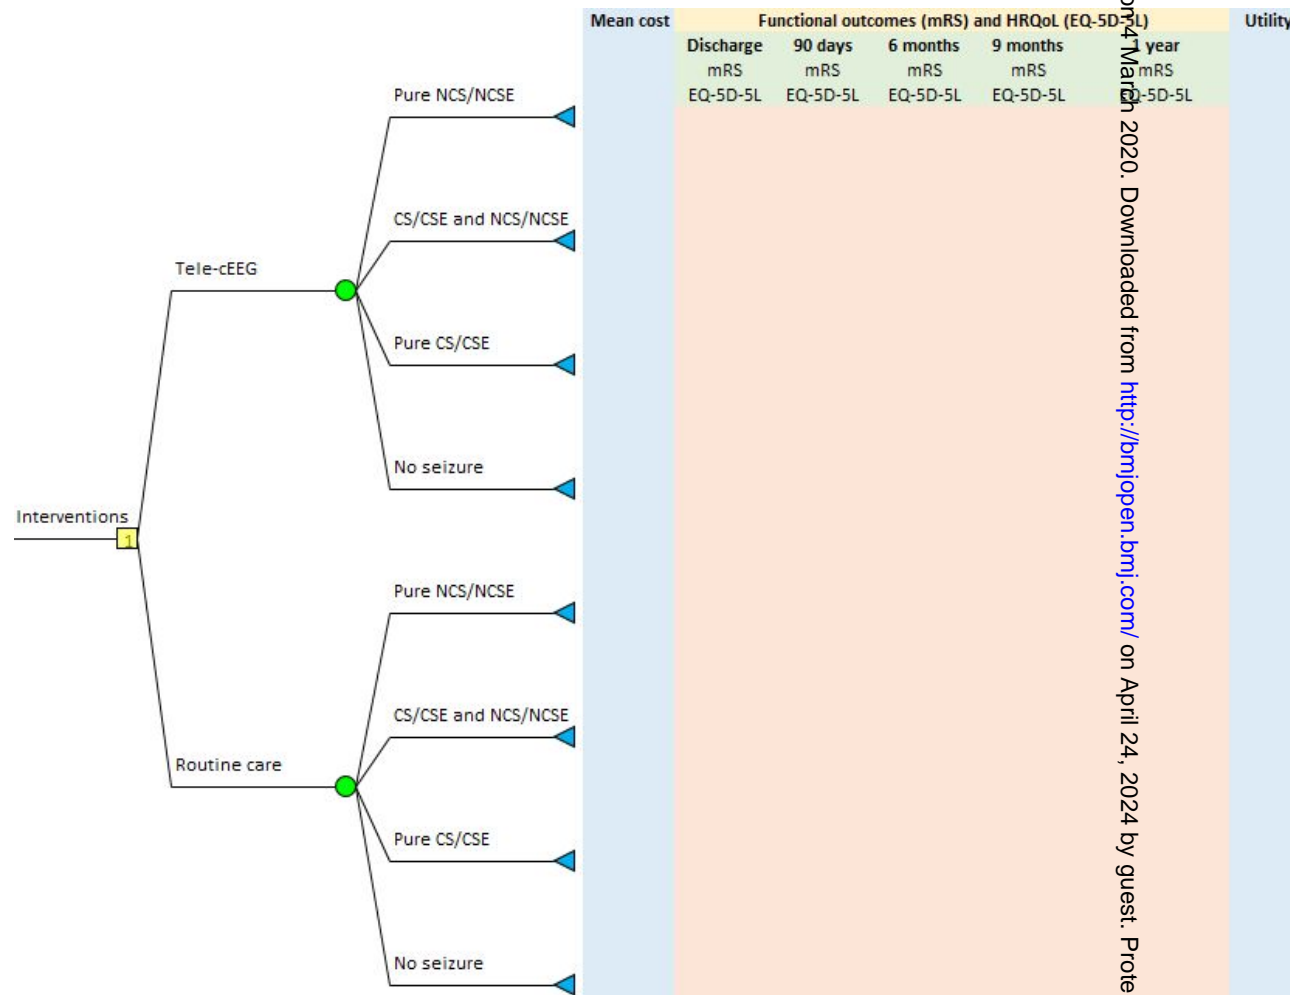 Mean cost Functional outcomes (mRS) and HRQoL (EQ-5D-5L) Utility
Discharge 90 days 6 months 9 months 1 year
mRS mRS mRS mRS mRS
EQ-5D-5L EQ-5D-5L EQ-5D-5L EQ-5D-5L EQ-5D-5L
Pure NCS/NCSE
CS/CSE and NCS/NCSE
Tele-cEEG
Pure CS/CSE
No seizure
Interventions
1
Pure NCS/NCSE
CS/CSE and NCS/NCSE
Routine care
Pure CS/CSE
No seizure
on 4 March 2020. Downloaded from http://bmjopen.bmj.com/ on April 24, 2024 by guest. Prote